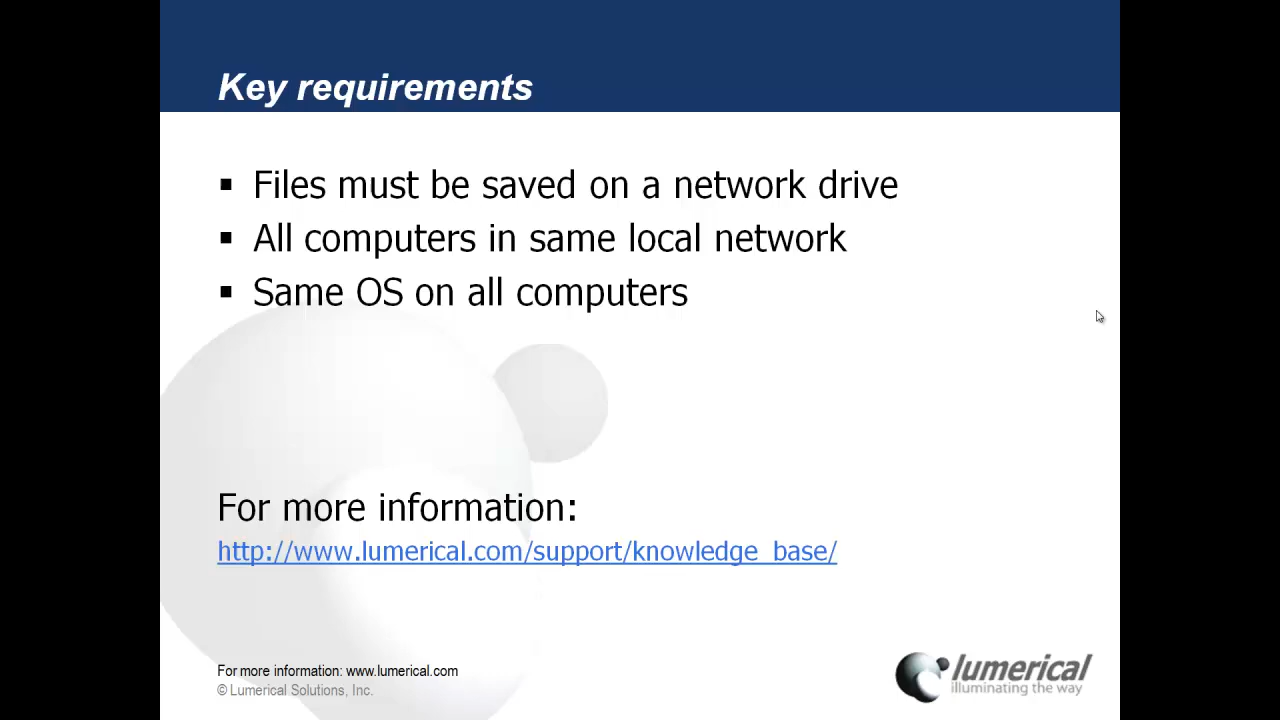 Key requirements
▪ Files must be saved on a network drive
▪ All computers in same local network
▪ Same OS on all computers
For more information:
http://www.lumerical.com/support/knowledge_base/
For more information: www.lumerical.com
© Lumerical Solutions, Inc.
lumerical
illuminating the way